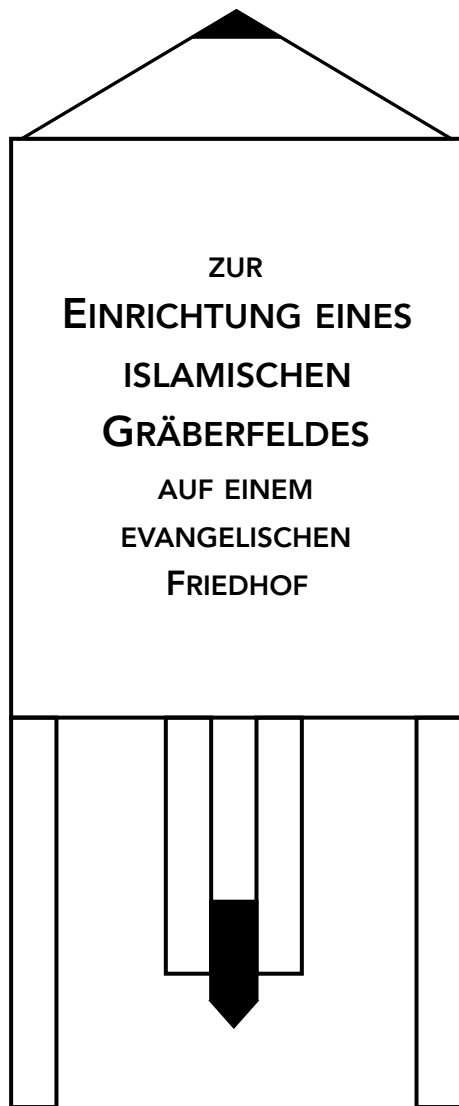 ZUR
EINRICHTUNG EINES
ISLAMISCHEN
GRÄBERFELDES
AUF EINEM
EVANGELISCHEN
FRIEDHOF